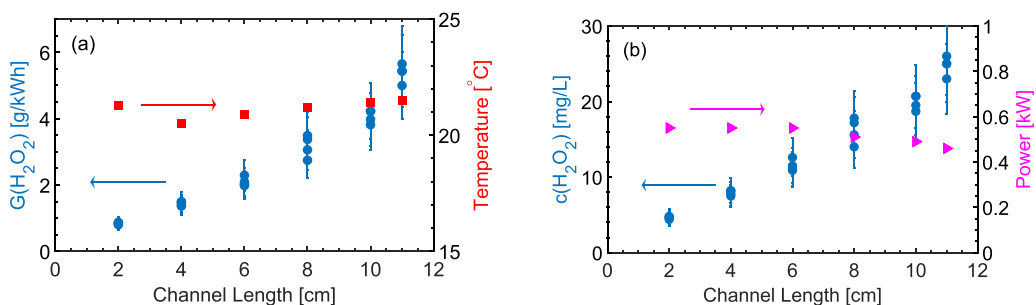 (a)
G(H₂O₂) [g/kWh]
6
4
2
0
25
20
15
Temperature [°C]
0 2 4 6 8 10 12
Channel Length [cm]
(b)
c(H₂O₂) [mg/L]
30
20
10
0
1
0.8
0.6
0.4
0.2
0
Power [kW]
0 2 4 6 8 10 12
Channel Length [cm]